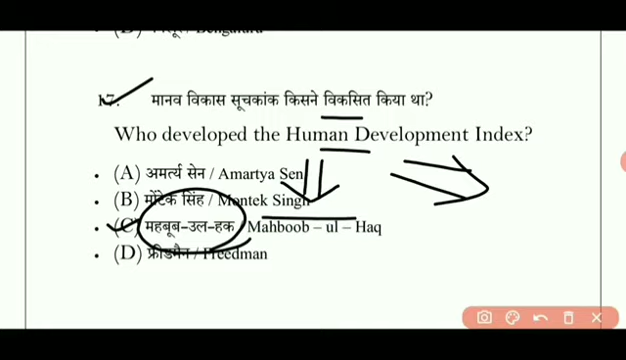 17. मानव विकास सूचकांक किसने विकसित किया था?
Who developed the Human Development Index?
• (A) अमर्त्य सेन / Amartya Sen
• (B) मोंटेक सिंह / Montek Singh
• (C) महबूब-उल-हक / Mahboob – ul – Haq
• (D) फ्रीडमैन / Freedman